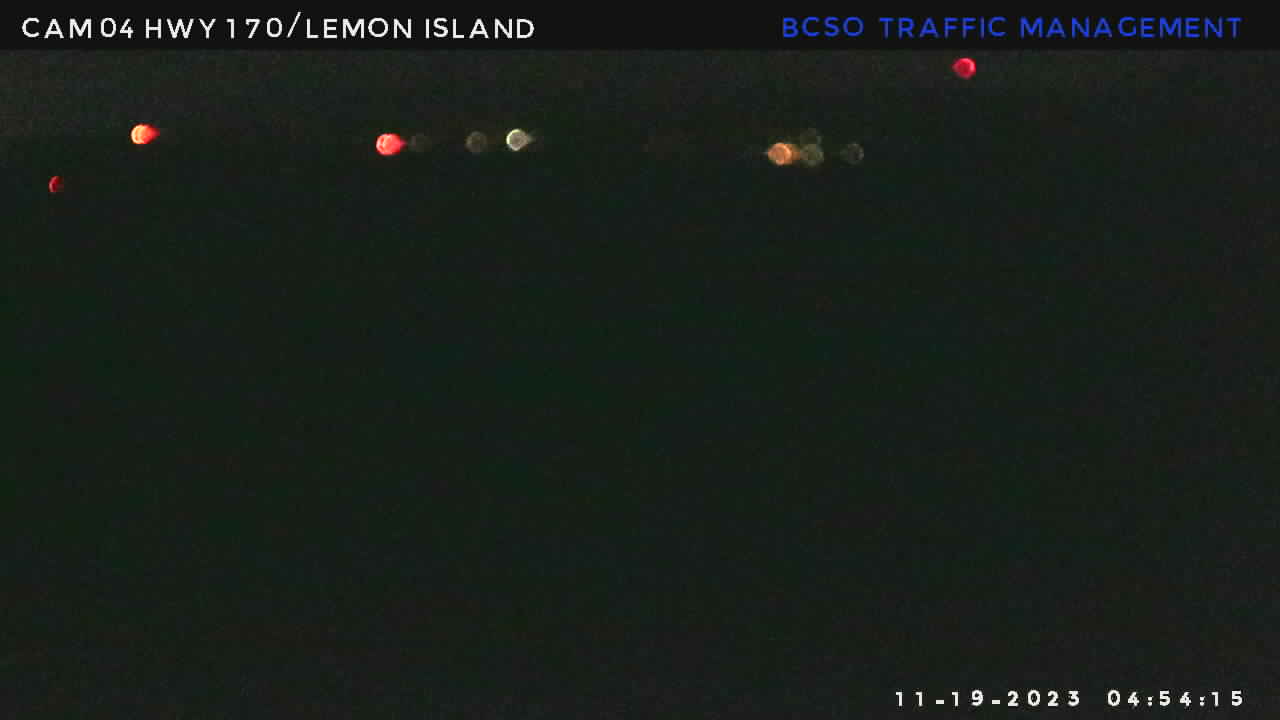 CAM04 HWY 170/LEMON ISLAND
BCSO TRAFFIC MANAGEMENT
11-19-2023 04:54:15